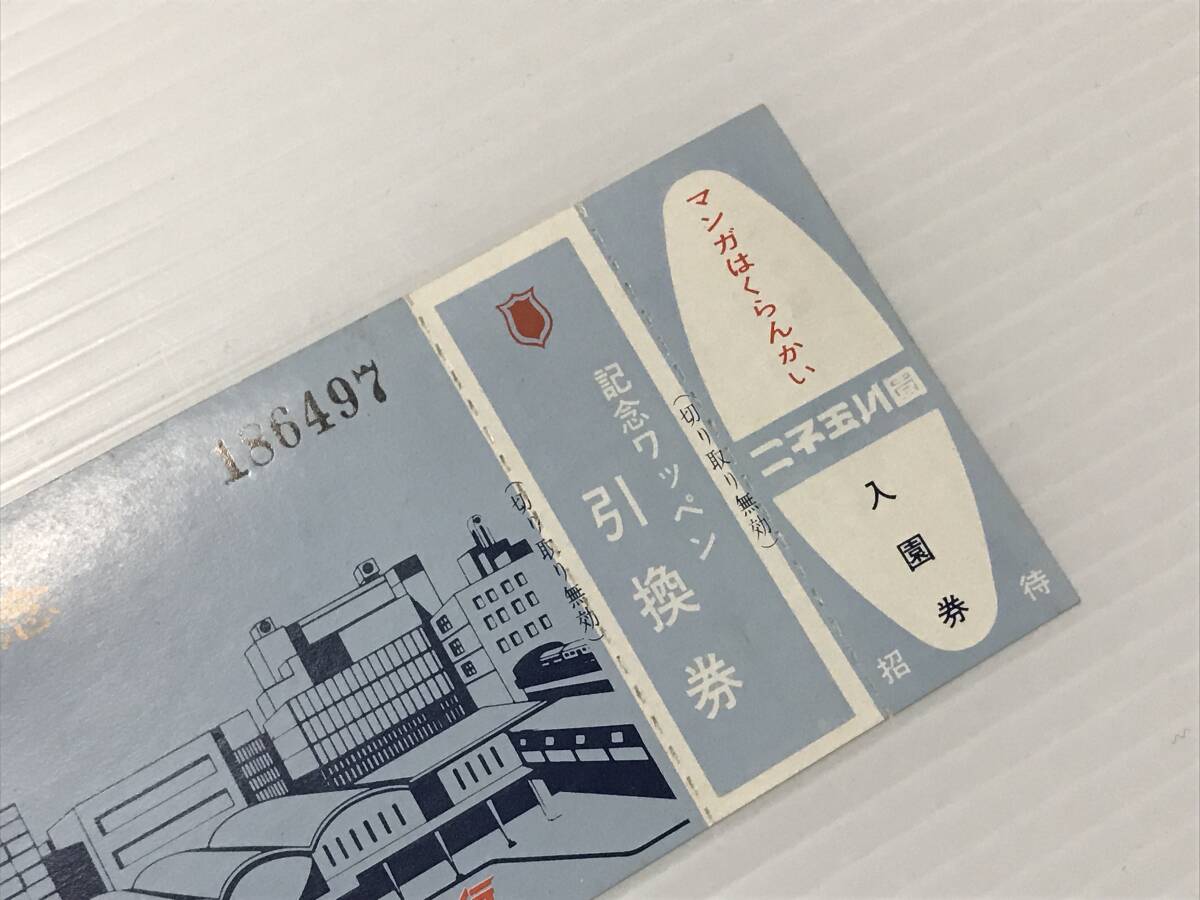 186497
(切り取り無効)
記念ワッペン
引換券
(切り取り無効)
マンガはくらんかい
二子玉川園
入園券
招待